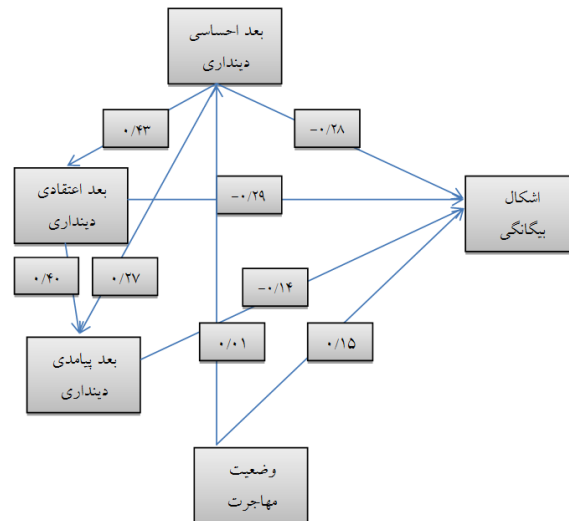 بعد احساسی
دینداری
۰/۴۳
-۰/۲۸
بعد اعتقادی
دینداری
-۰/۲۹
اشکال
بیگانگی
۰/۴۰
۰/۲۷
-۰/۱۴
بعد پیامدی
دینداری
۰/۰۱
۰/۱۵
وضعیت
مهاجرت